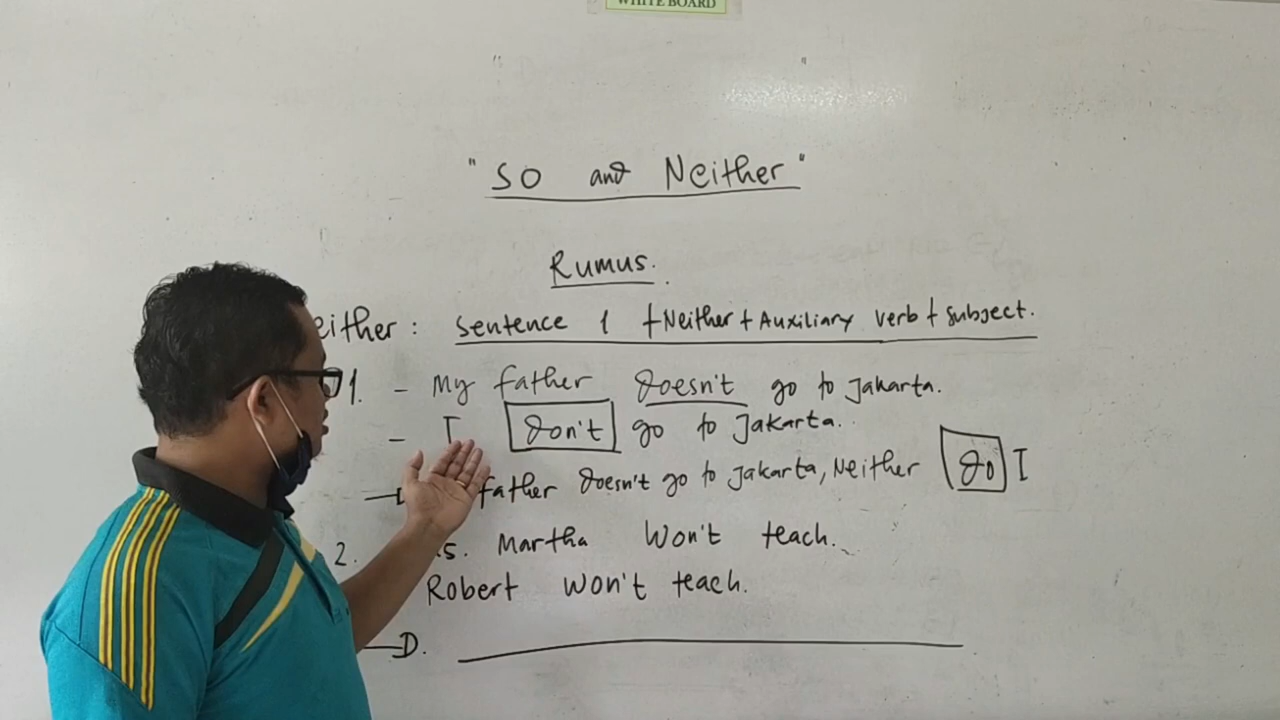 WHITE BOARD
"SO and Neither"
Rumus.
either : Sentence 1 + Neither + Auxiliary verb + Subject.
1. - My father Doesn't go to Jakarta.
- I Don't go to Jakarta.
father Doesn't go to Jakarta, Neither Do I
2. s. Martha Won't teach.
Robert won't teach.
D.